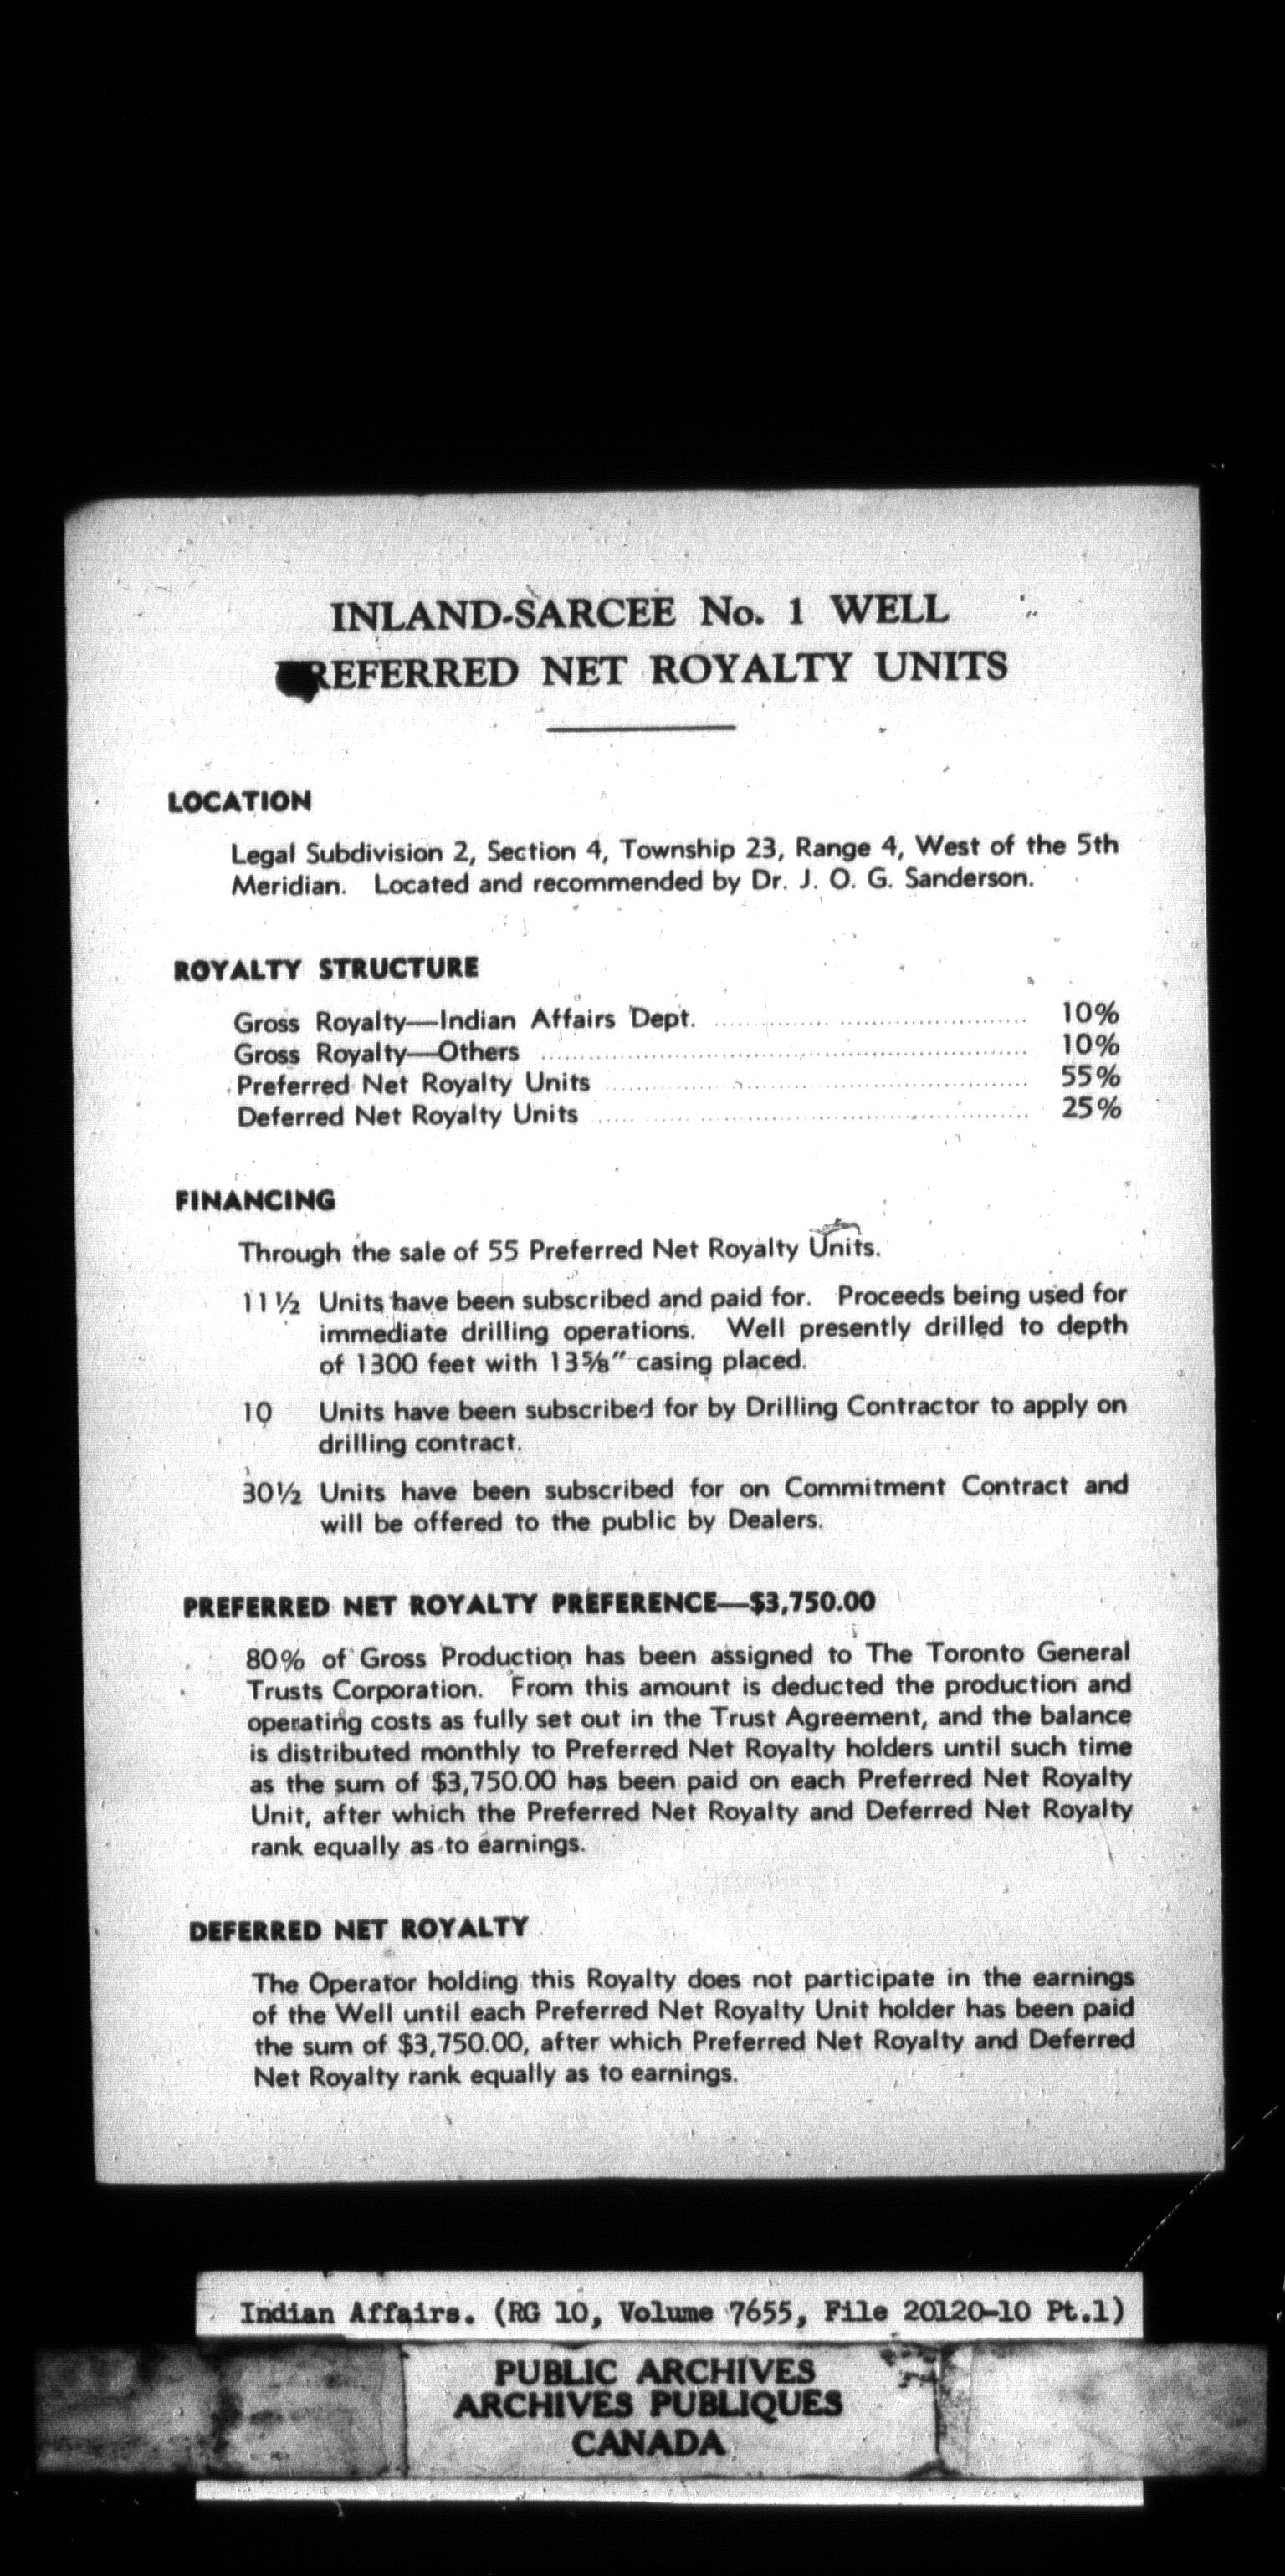 INLAND-SARCEE No. 1 WELL
PREFERRED NET ROYALTY UNITS
LOCATION
Legal Subdivision 2, Section 4, Township 23, Range 4, West of the 5th
Meridian. Located and recommended by Dr. J. O. G. Sanderson.
ROYALTY STRUCTURE
Gross Royalty—Indian Affairs Dept. 10%
Gross Royalty—Others 10%
Preferred Net Royalty Units 55%
Deferred Net Royalty Units 25%
FINANCING
Through the sale of 55 Preferred Net Royalty Units.
11½ Units have been subscribed and paid for. Proceeds being used for
immediate drilling operations. Well presently drilled to depth
of 1300 feet with 13⅝" casing placed.
10 Units have been subscribed for by Drilling Contractor to apply on
drilling contract.
30½ Units have been subscribed for on Commitment Contract and
will be offered to the public by Dealers.
PREFERRED NET ROYALTY PREFERENCE—$3,750.00
80% of Gross Production has been assigned to The Toronto General
Trusts Corporation. From this amount is deducted the production and
operating costs as fully set out in the Trust Agreement, and the balance
is distributed monthly to Preferred Net Royalty holders until such time
as the sum of $3,750.00 has been paid on each Preferred Net Royalty
Unit, after which the Preferred Net Royalty and Deferred Net Royalty
rank equally as to earnings.
DEFERRED NET ROYALTY
The Operator holding this Royalty does not participate in the earnings
of the Well until each Preferred Net Royalty Unit holder has been paid
the sum of $3,750.00, after which Preferred Net Royalty and Deferred
Net Royalty rank equally as to earnings.
Indian Affairs. (RG 10, Volume 7655, File 20120-10 Pt.1)
PUBLIC ARCHIVES
ARCHIVES PUBLIQUES
CANADA